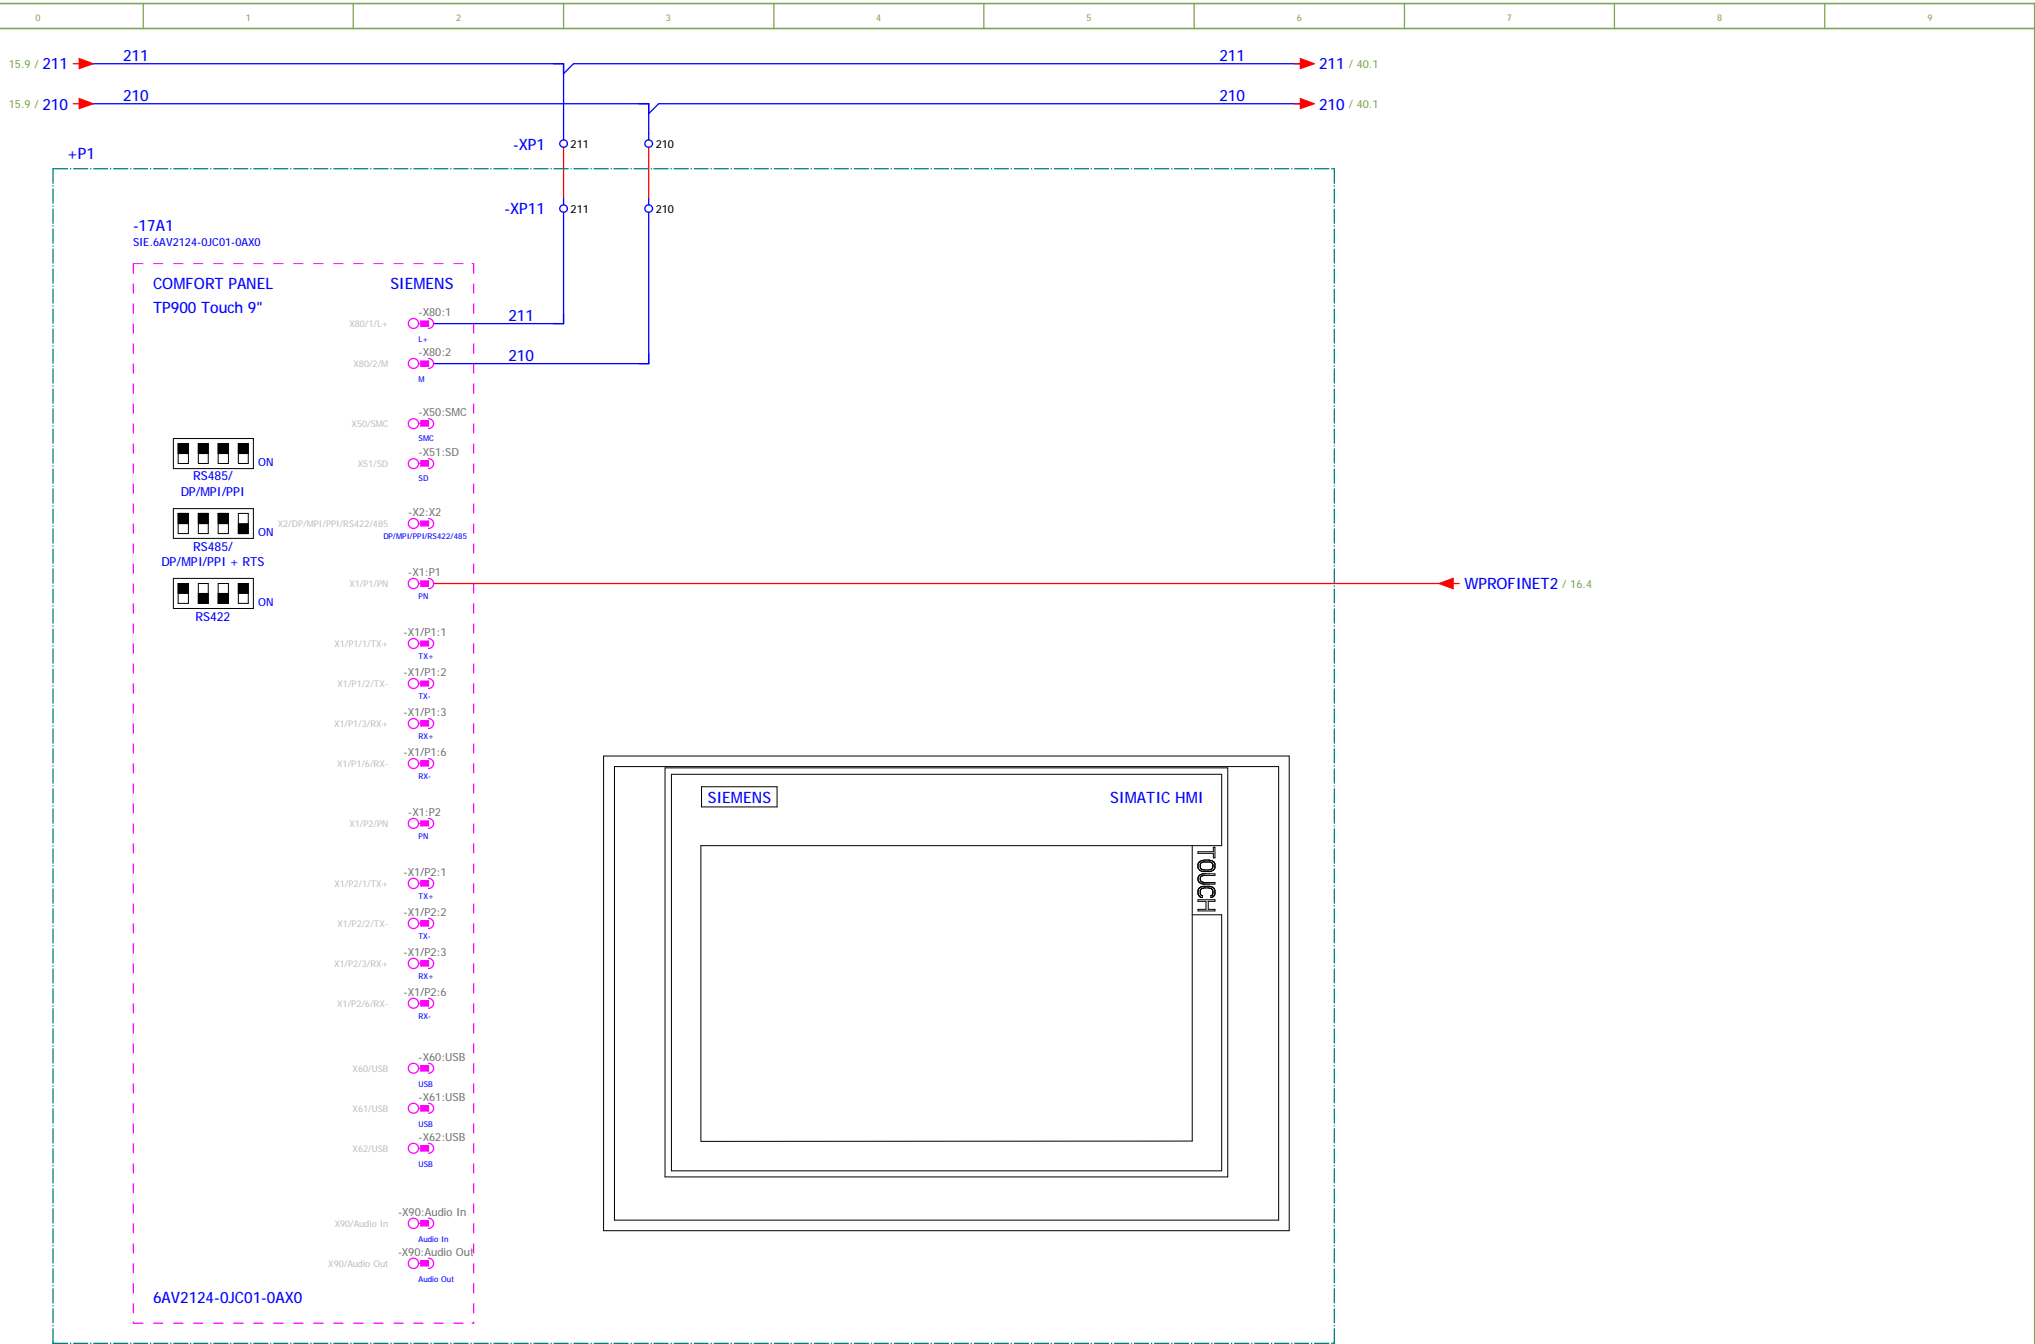 0 1 2 3 4 5 6 7 8 9
15.9 / 211 211 211 211 / 40.1
15.9 / 210 210 210 210 / 40.1
-XP1 211 210
+P1
-XP11 211 210
-17A1
SIE.6AV2124-0JC01-0AX0
COMFORT PANEL SIEMENS
TP900 Touch 9"
-X80:1
X80/1/L+ 211
L+
-X80:2
X80/2/M 210
M
-X50:SMC
X50/SMC
SMC
-X51:SD
X51/SD
SD
ON
RS485/
DP/MPI/PPI
-X2:X2
X2/DP/MPI/PPI/RS422/485
DP/MPI/PPI/RS422/485
ON
RS485/
DP/MPI/PPI + RTS
-X1:P1
X1/P1/PN WPROFINET2 / 16.4
PN
ON
RS422
-X1/P1:1
X1/P1/1/TX+
TX+
-X1/P1:2
X1/P1/2/TX-
TX-
-X1/P1:3
X1/P1/3/RX+
RX+
-X1/P1:6
X1/P1/6/RX-
RX-
-X1:P2
X1/P2/PN
PN
-X1/P2:1
X1/P2/1/TX+
TX+
-X1/P2:2
X1/P2/2/TX-
TX-
-X1/P2:3
X1/P2/3/RX+
RX+
-X1/P2:6
X1/P2/6/RX-
RX-
-X60:USB
X60/USB
USB
-X61:USB
X61/USB
USB
-X62:USB
X62/USB
USB
-X90:Audio In
X90/Audio In
Audio In
-X90:Audio Out
X90/Audio Out
Audio Out
6AV2124-0JC01-0AX0
SIEMENS SIMATIC HMI
TOUCH